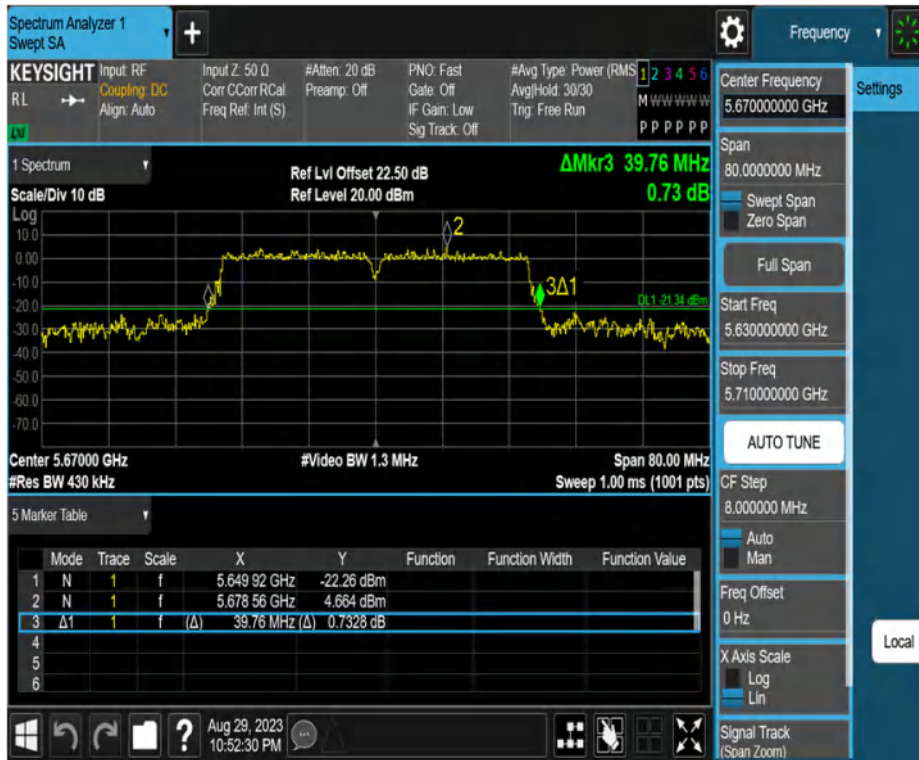 Spectrum Analyzer 1
Swept SA
Frequency
KEYSIGHT
RL
LXI
Input: RF
Coupling: DC
Align: Auto
Input Z: 50 Ω
Corr CCorr RCal
Freq Ref: Int (S)
#Atten: 20 dB
Preamp: Off
PNO: Fast
Gate: Off
IF Gain: Low
Sig Track: Off
#Avg Type: Power (RMS
Avg|Hold: 30/30
Trig: Free Run
1 2 3 4 5 6
M W W W W W
P P P P P P
Center Frequency
5.670000000 GHz
Settings
Span
80.0000000 MHz
Swept Span
Zero Span
Full Span
Start Freq
5.630000000 GHz
Stop Freq
5.710000000 GHz
AUTO TUNE
CF Step
8.000000 MHz
Auto
Man
Freq Offset
0 Hz
X Axis Scale
Log
Lin
Signal Track
(Span Zoom)
Local
1 Spectrum
Scale/Div 10 dB
Ref Lvl Offset 22.50 dB
Ref Level 20.00 dBm
ΔMkr3 39.76 MHz
0.73 dB
Log
10.0
0.00
-10.0
-20.0
-30.0
-40.0
-50.0
-60.0
-70.0
2
3Δ1
DL1 -21.34 dBm
Center 5.67000 GHz
#Video BW 1.3 MHz
Span 80.00 MHz
#Res BW 430 kHz
Sweep 1.00 ms (1001 pts)
5 Marker Table
Mode Trace Scale X Y Function Function Width Function Value
1 N 1 f 5.649 92 GHz -22.26 dBm
2 N 1 f 5.678 56 GHz 4.664 dBm
3 Δ1 1 f (Δ) 39.76 MHz (Δ) 0.7328 dB
4
5
6
Aug 29, 2023
10:52:30 PM